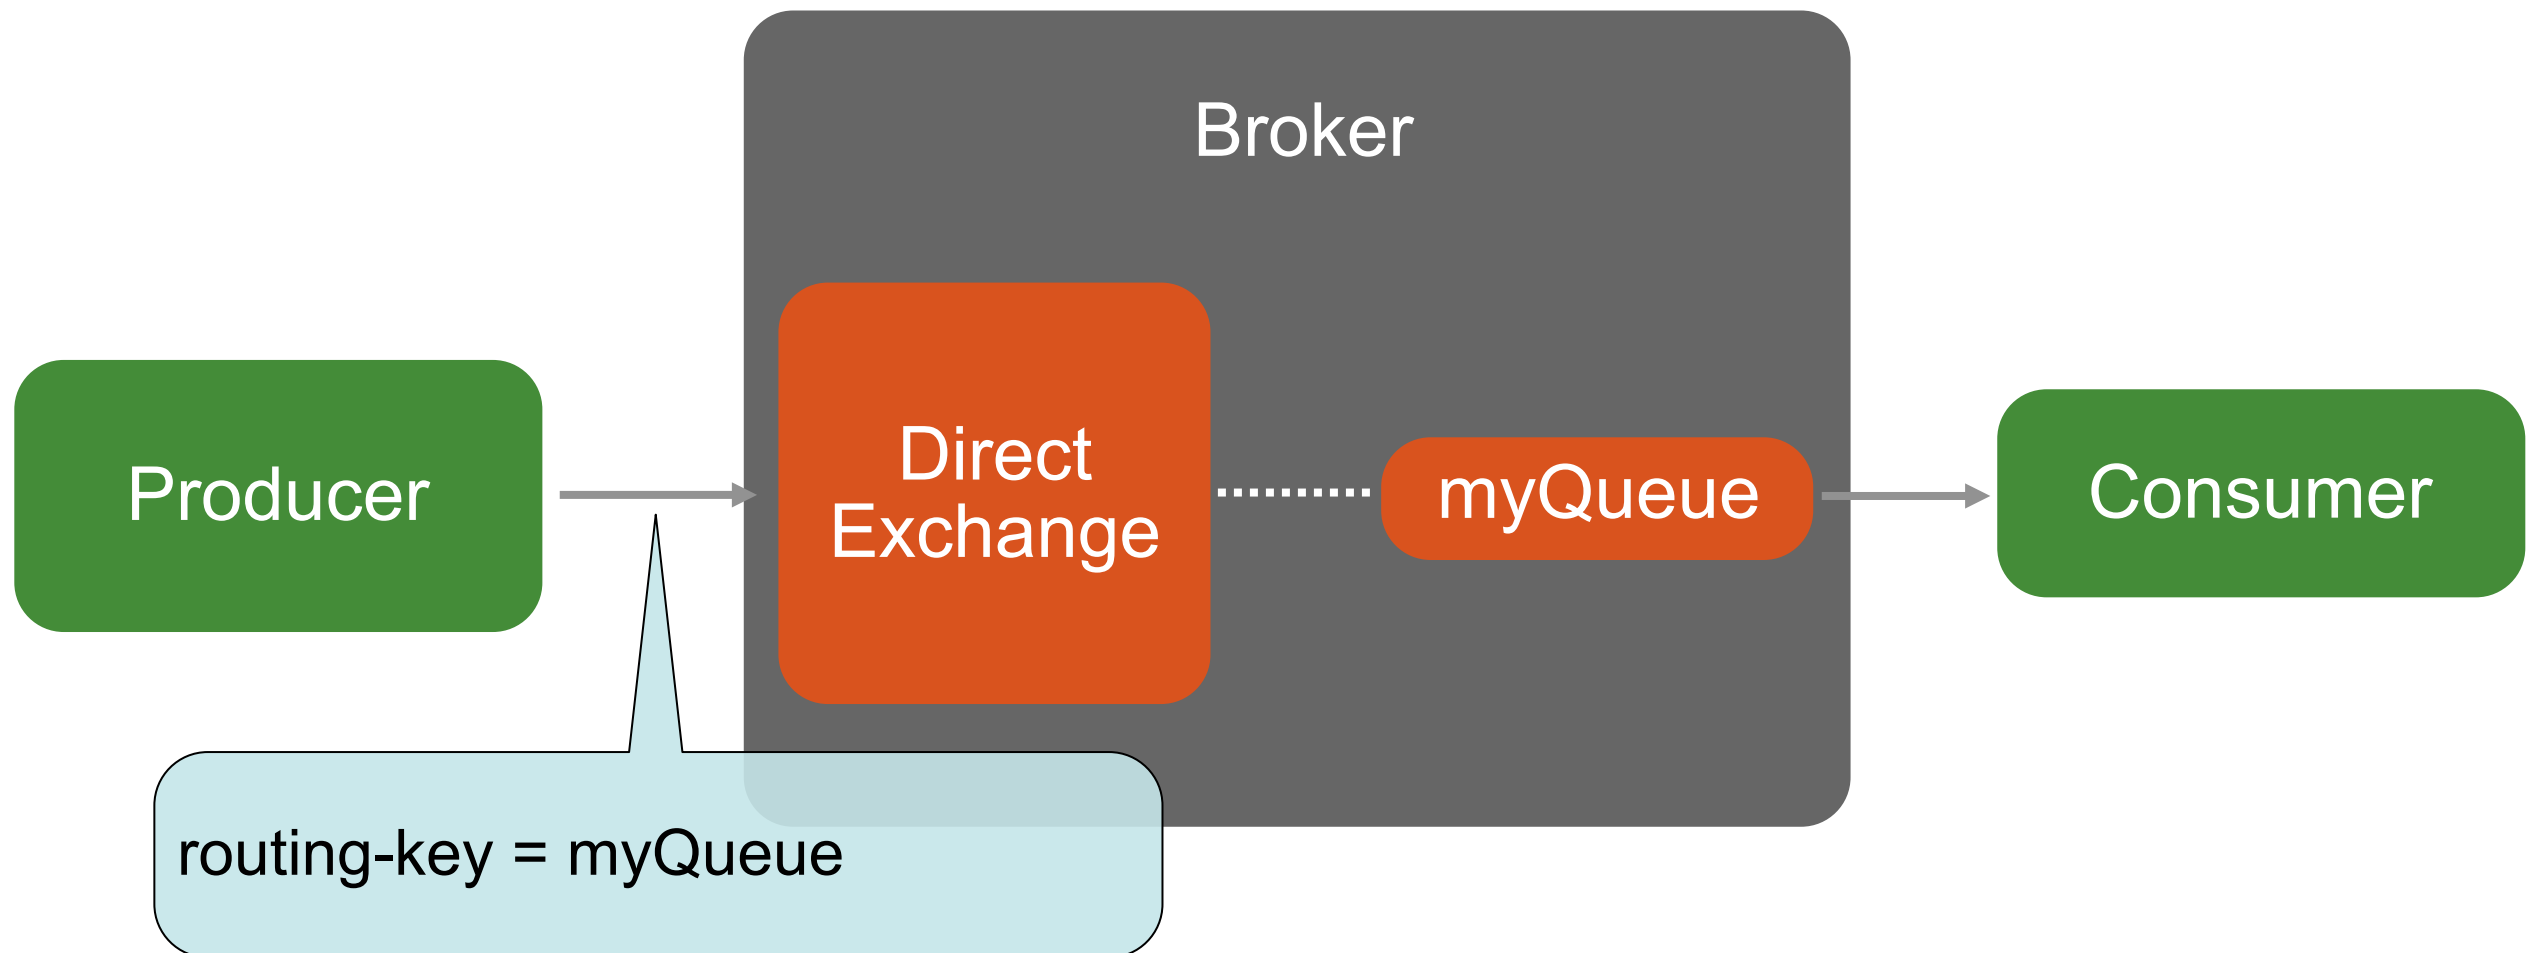 Broker
Producer
Direct
Exchange
myQueue
Consumer
routing-key = myQueue